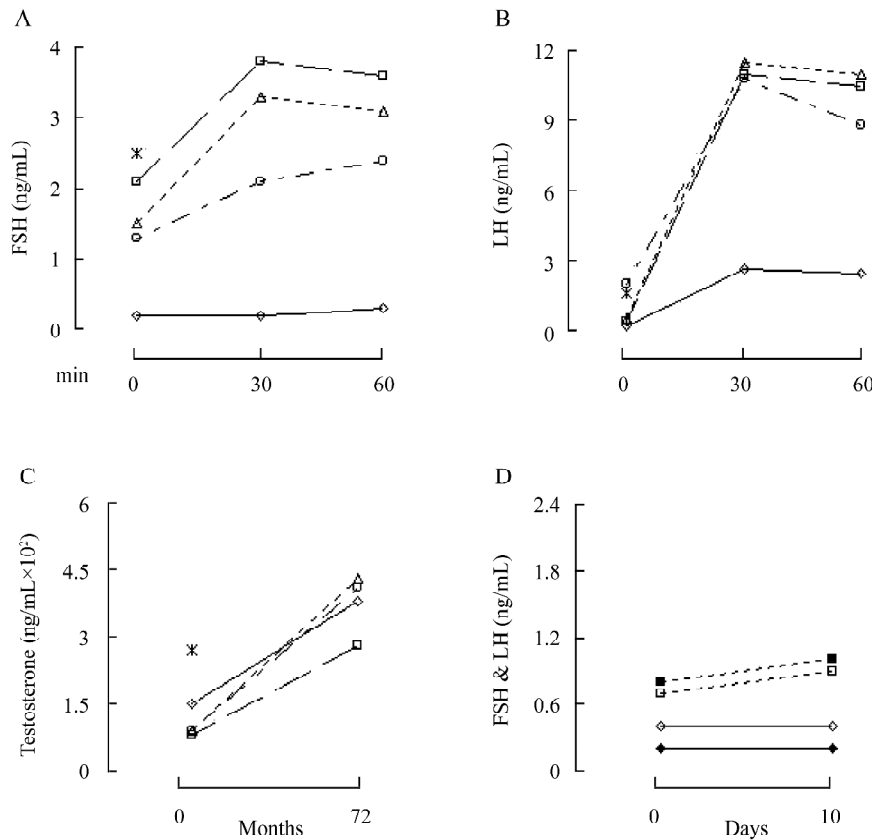 A
4
3
2
1
0
FSH (ng/mL)
min
0 30 60
B
12
9
6
3
0
LH (ng/mL)
0 30 60
C
6
4.5
3
1.5
0
Testosterone (ng/mL×10²)
0 Months 72
D
2.4
1.8
1.2
0.6
0
FSH & LH (ng/mL)
0 Days 10